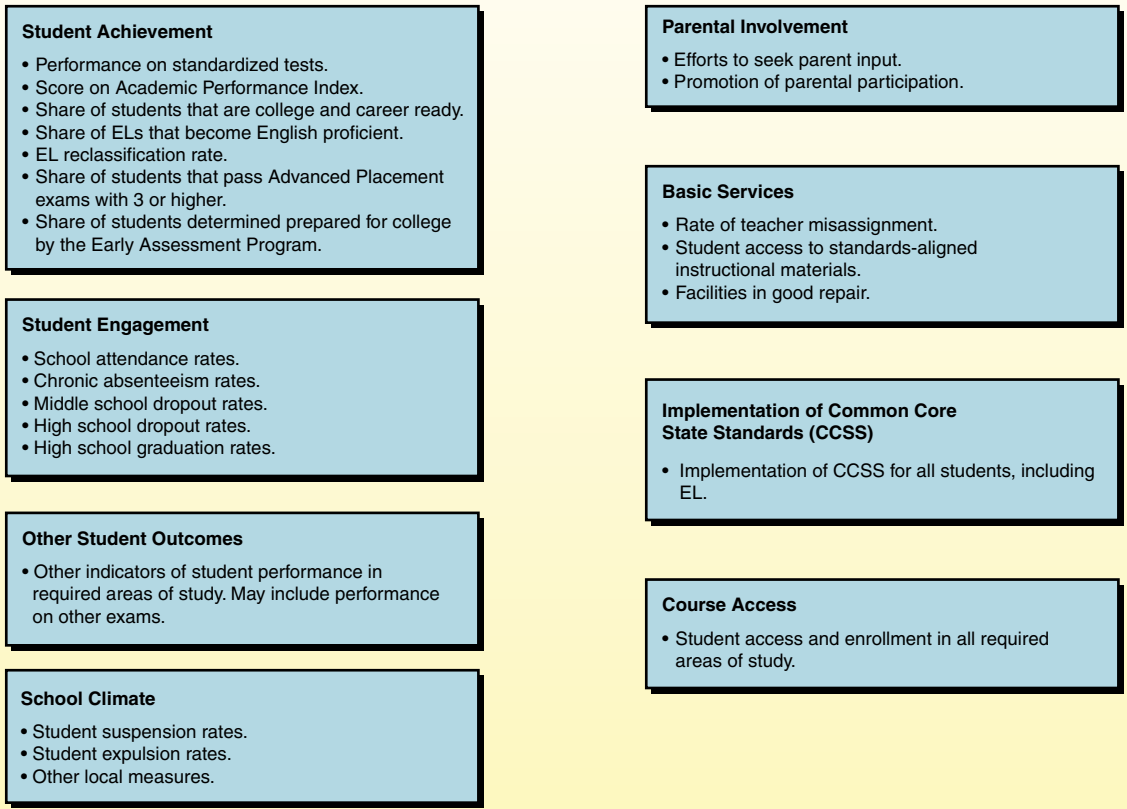 Student Achievement
• Performance on standardized tests.
• Score on Academic Performance Index.
• Share of students that are college and career ready.
• Share of ELs that become English proficient.
• EL reclassification rate.
• Share of students that pass Advanced Placement
exams with 3 or higher.
• Share of students determined prepared for college
by the Early Assessment Program.
Student Engagement
• School attendance rates.
• Chronic absenteeism rates.
• Middle school dropout rates.
• High school dropout rates.
• High school graduation rates.
Other Student Outcomes
• Other indicators of student performance in
required areas of study. May include performance
on other exams.
School Climate
• Student suspension rates.
• Student expulsion rates.
• Other local measures.
Parental Involvement
• Efforts to seek parent input.
• Promotion of parental participation.
Basic Services
• Rate of teacher misassignment.
• Student access to standards-aligned
instructional materials.
• Facilities in good repair.
Implementation of Common Core
State Standards (CCSS)
• Implementation of CCSS for all students, including
EL.
Course Access
• Student access and enrollment in all required
areas of study.